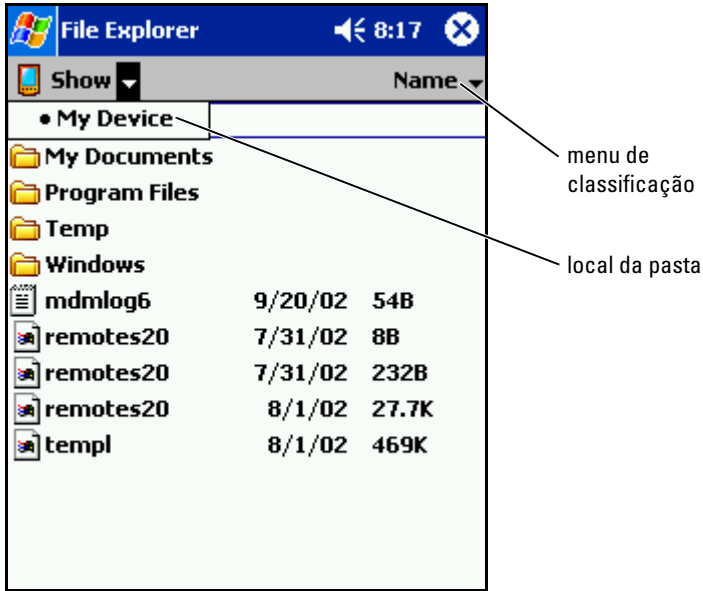 File Explorer 8:17
Show Name
• My Device
My Documents
Program Files
Temp
Windows
mdmlog6 9/20/02 54B
remotes20 7/31/02 8B
remotes20 7/31/02 232B
remotes20 8/1/02 27.7K
templ 8/1/02 469K
menu de
classificação
local da pasta